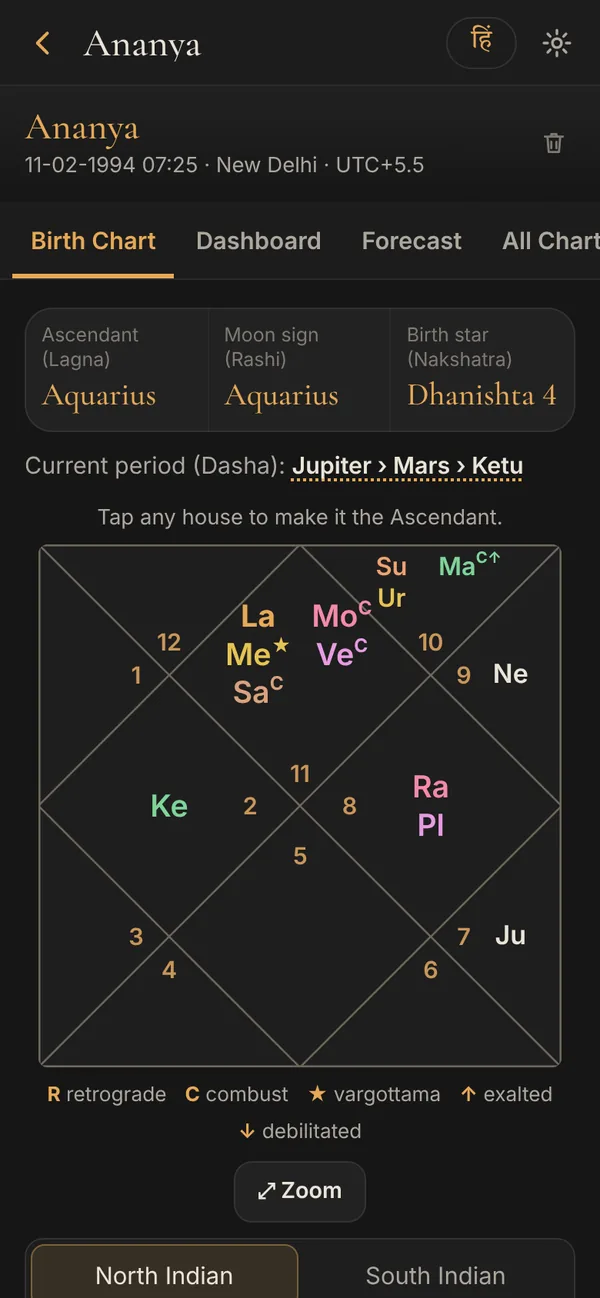 Ananya
हिं
Ananya
11-02-1994 07:25 · New Delhi · UTC+5.5
Birth Chart Dashboard Forecast All Chart
Ascendant (Lagna)
Aquarius
Moon sign (Rashi)
Aquarius
Birth star (Nakshatra)
Dhanishta 4
Current period (Dasha): Jupiter › Mars › Ketu
Tap any house to make it the Ascendant.
Su Ma C↑
Ur
La Mo C
Me★ Ve C
Sa C
12 10
1 9 Ne
11
Ke 2 8 Ra
Pl
5
3 7 Ju
4 6
R retrograde C combust ★ vargottama ↑ exalted
↓ debilitated
⤢ Zoom
North Indian South Indian